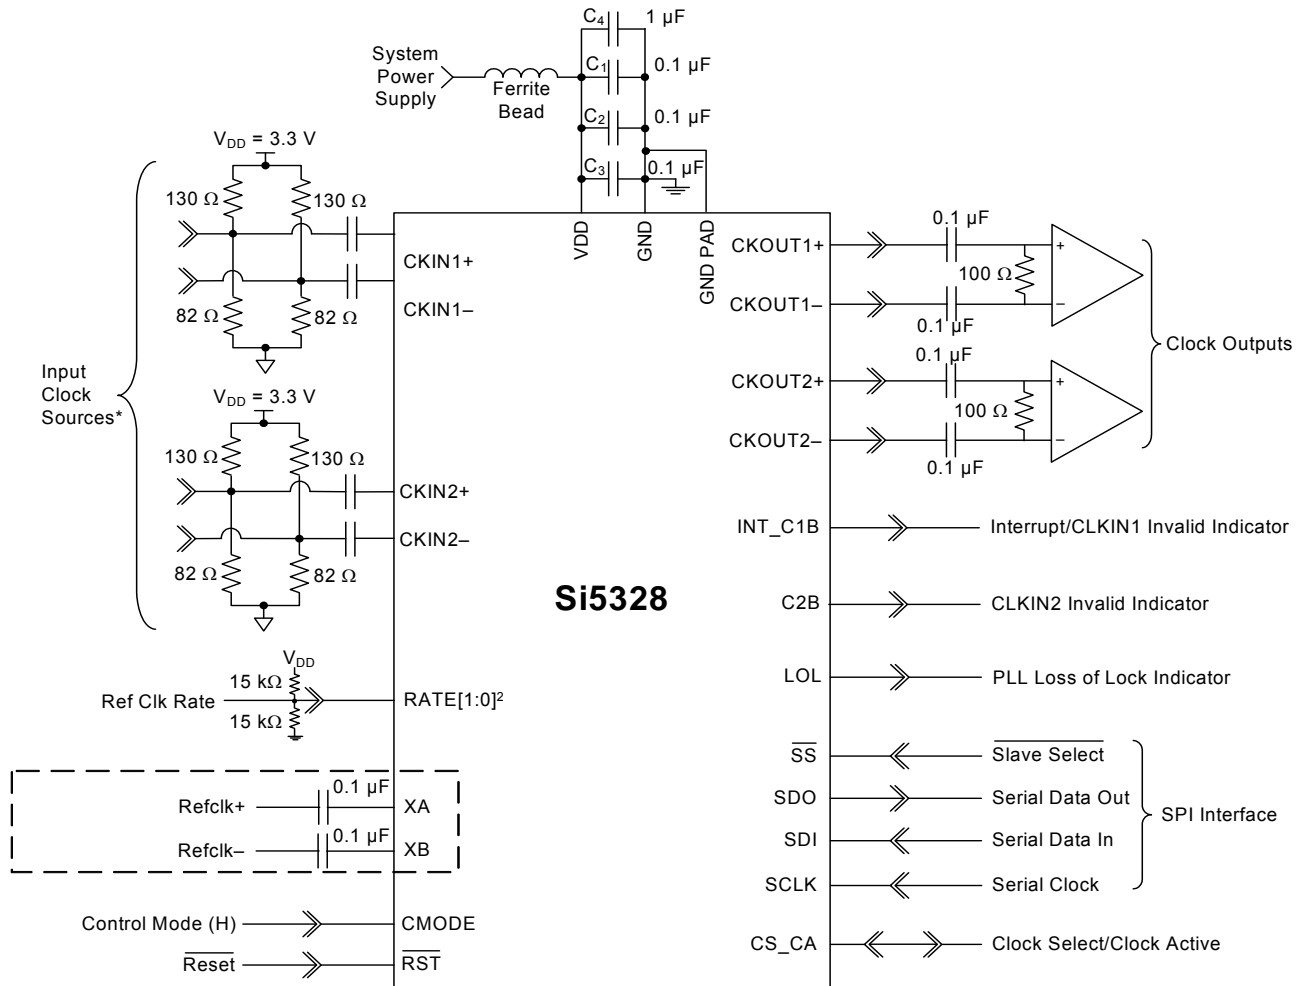 C4 1 µF
System
Power
Supply
Ferrite
Bead
C1 0.1 µF
C2 0.1 µF
C3 0.1 µF
VDD = 3.3 V
130 Ω 130 Ω
82 Ω 82 Ω
CKIN1+
CKIN1–
VDD
GND
GND PAD
Input
Clock
Sources*
VDD = 3.3 V
130 Ω 130 Ω
82 Ω 82 Ω
CKIN2+
CKIN2–
Si5328
VDD
15 kΩ
Ref Clk Rate
15 kΩ
RATE[1:0]²
0.1 µF
Refclk+ XA
0.1 µF
Refclk– XB
Control Mode (H) CMODE
Reset RST
CKOUT1+
0.1 µF
100 Ω
+
–
CKOUT1–
0.1 µF
0.1 µF
CKOUT2+
100 Ω
+
–
CKOUT2–
0.1 µF
Clock Outputs
INT_C1B Interrupt/CLKIN1 Invalid Indicator
C2B CLKIN2 Invalid Indicator
LOL PLL Loss of Lock Indicator
SS Slave Select
SDO Serial Data Out
SDI Serial Data In
SCLK Serial Clock
SPI Interface
CS_CA Clock Select/Clock Active